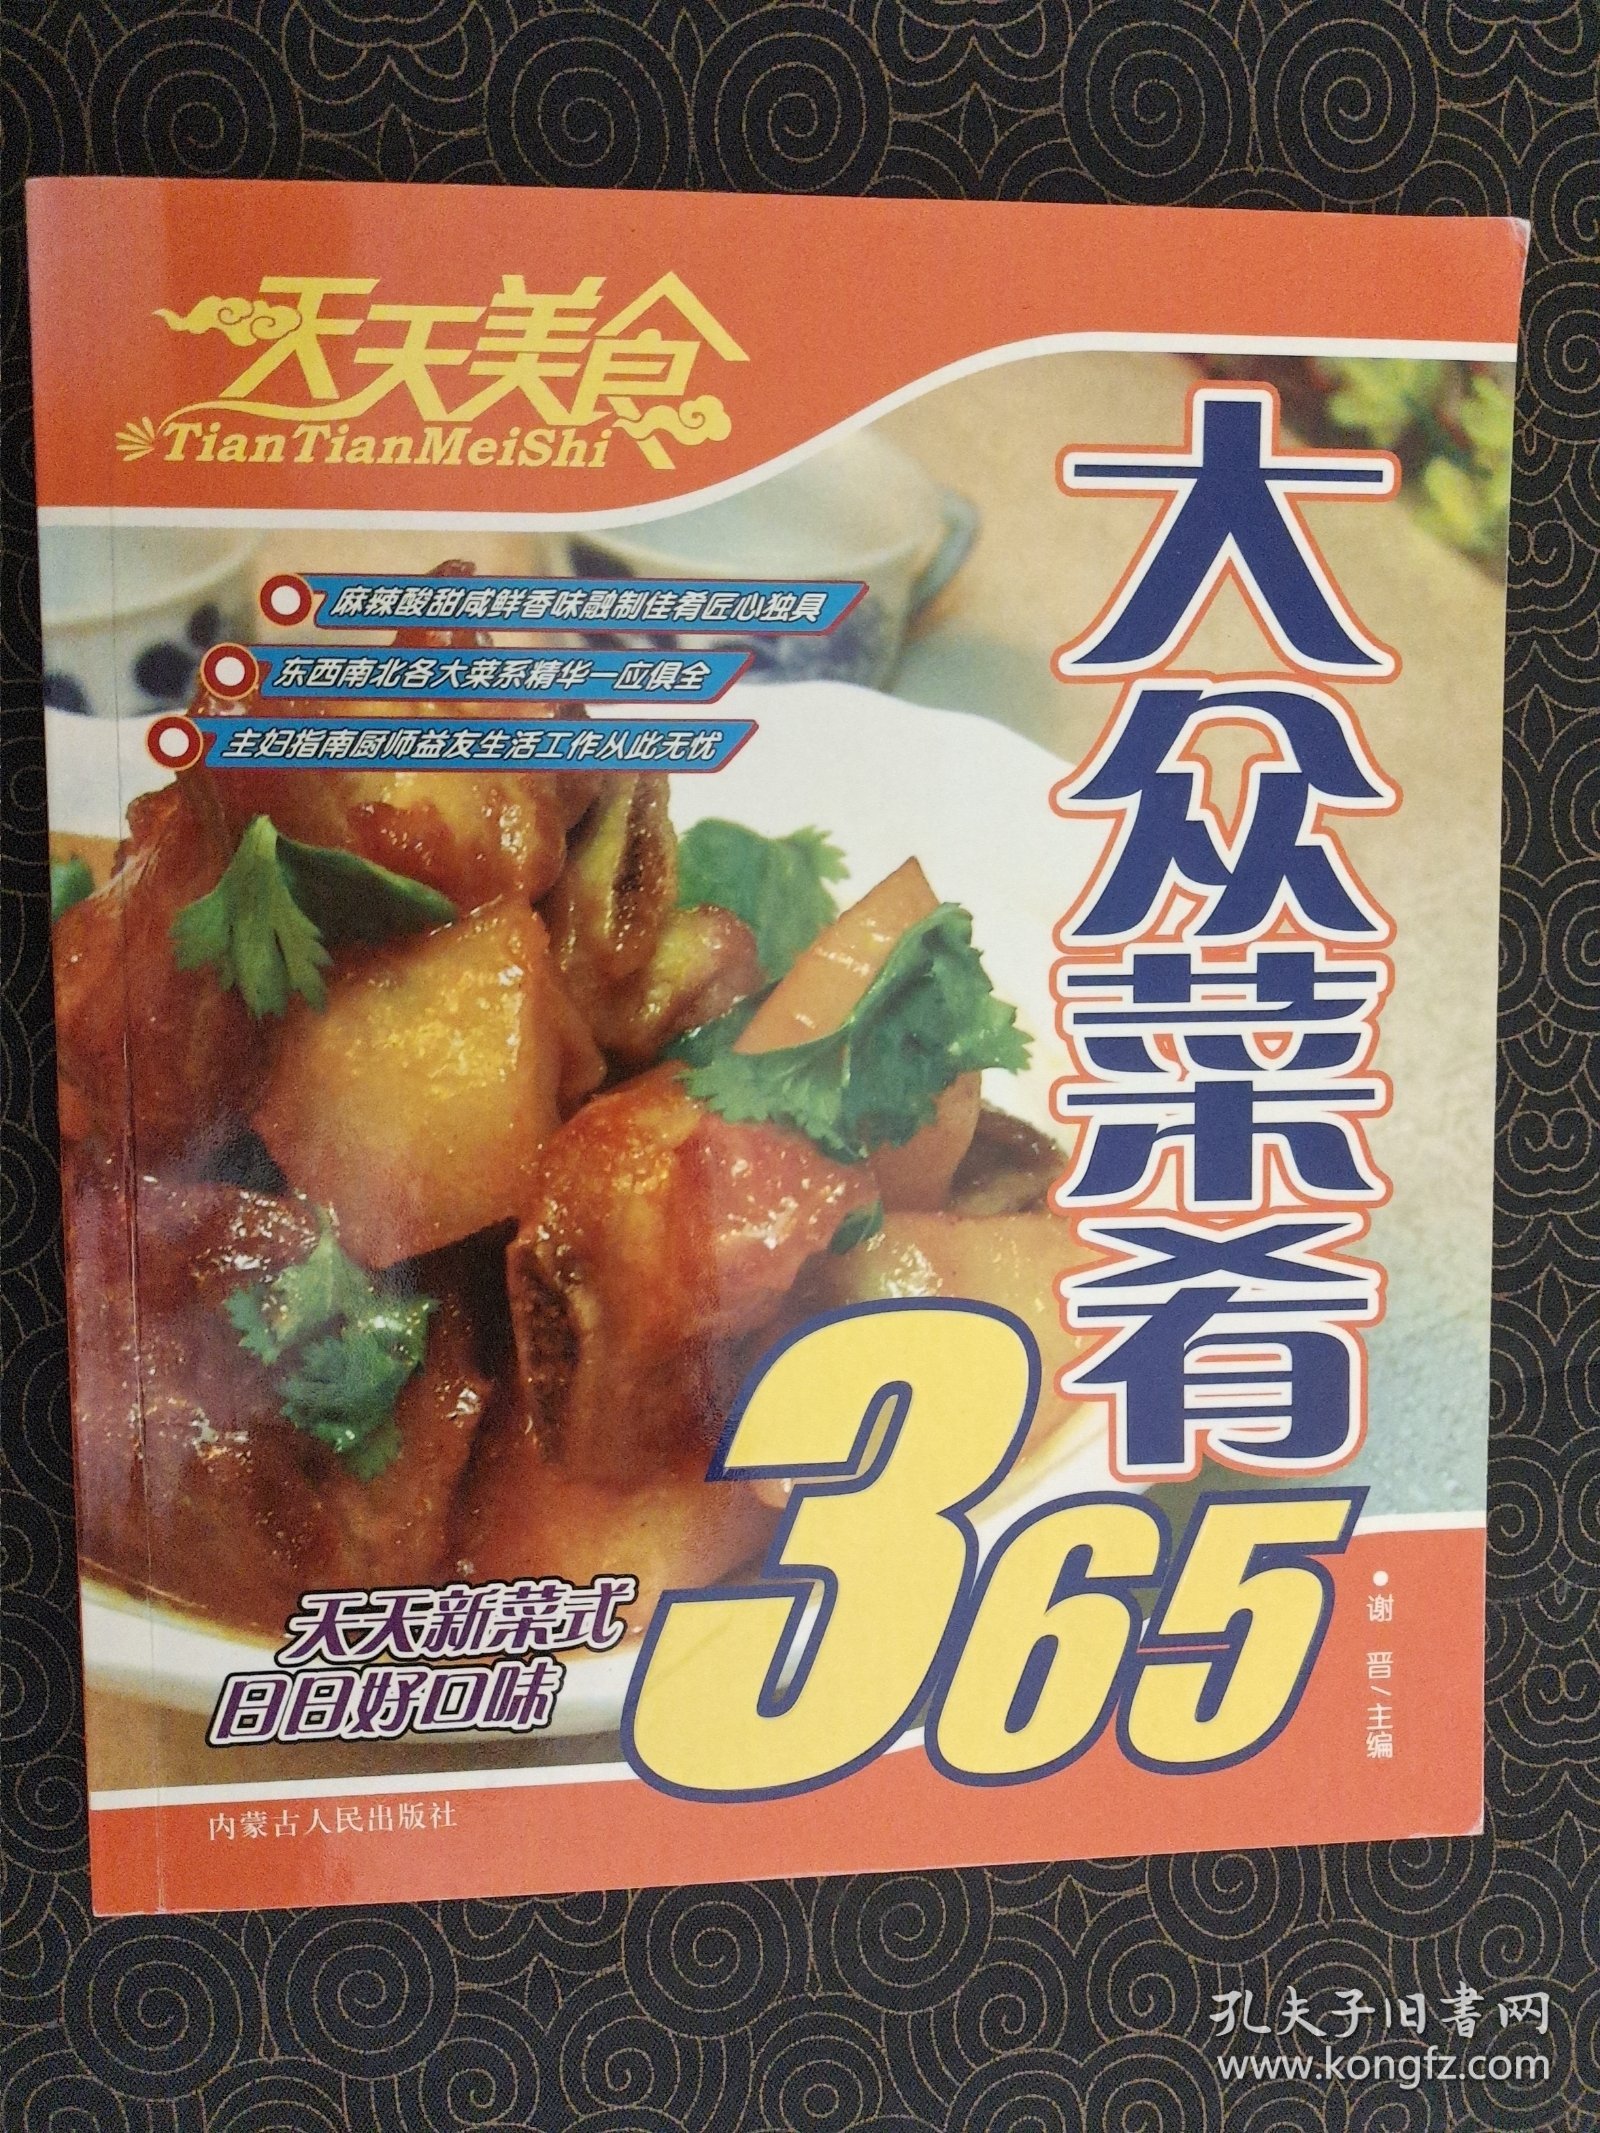 天天美食
TianTianMeiShi
麻辣酸甜咸鲜香味融制佳肴匠心独具
东西南北各大菜系精华一应俱全
主妇指南厨师益友生活工作从此无忧
大众菜肴
365
天天新菜式
日日好口味
谢晋/主编
内蒙古人民出版社
孔夫子旧书网
www.kongfz.com